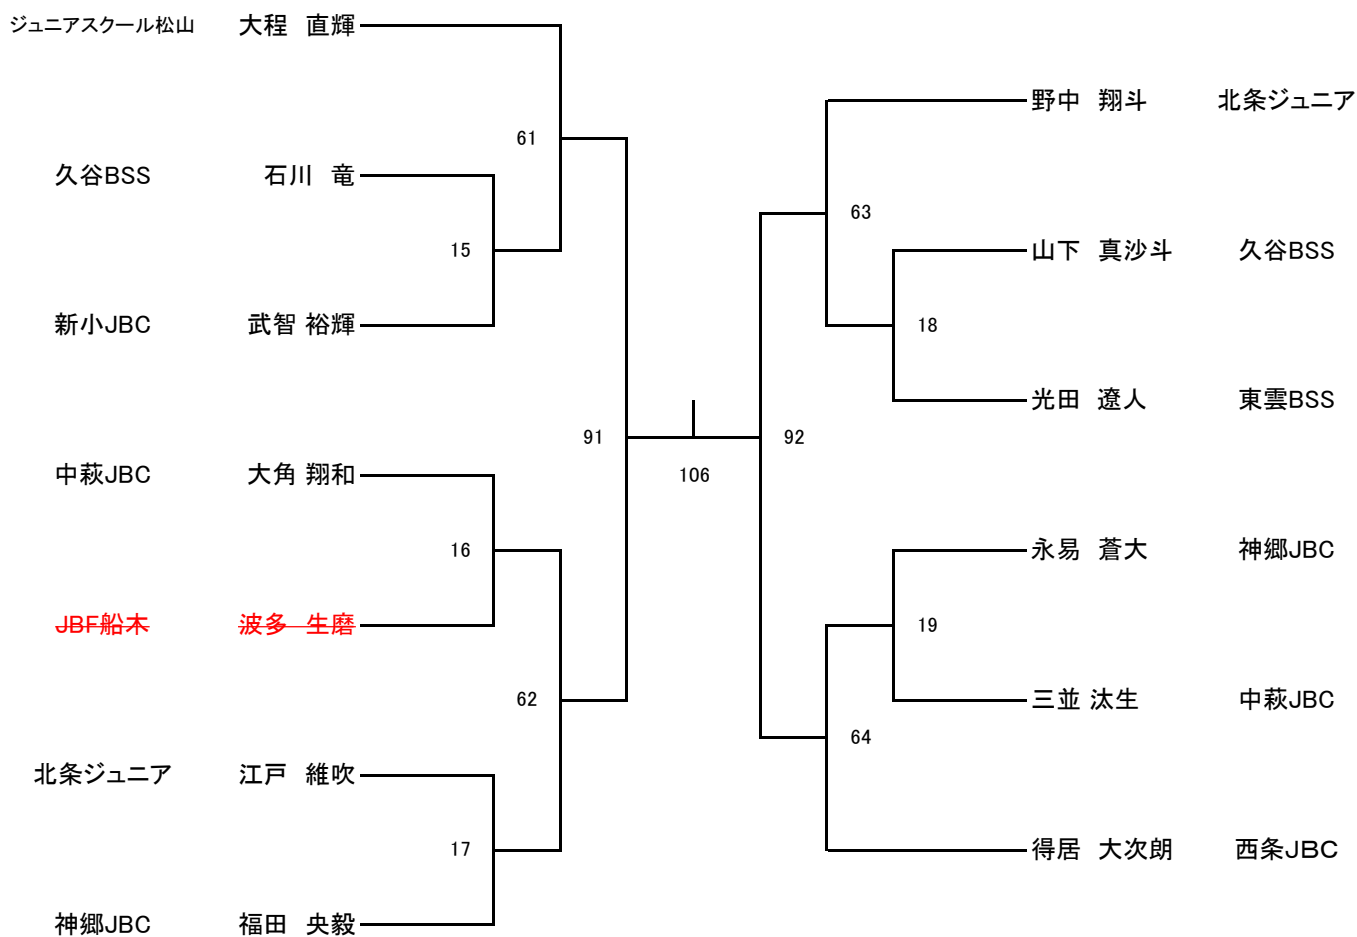 ジュニアスクール松山 大程 直輝
61
久谷BSS 石川 竜
15
新小JBC 武智 裕輝
91
中萩JBC 大角 翔和
16
JBF船木 波多 生磨
62
北条ジュニア 江戸 維吹
17
神郷JBC 福田 央毅
106
野中 翔斗 北条ジュニア
63
山下 真沙斗 久谷BSS
18
光田 遼人 東雲BSS
92
永易 蒼大 神郷JBC
19
三並 汰生 中萩JBC
64
得居 大次朗 西条JBC